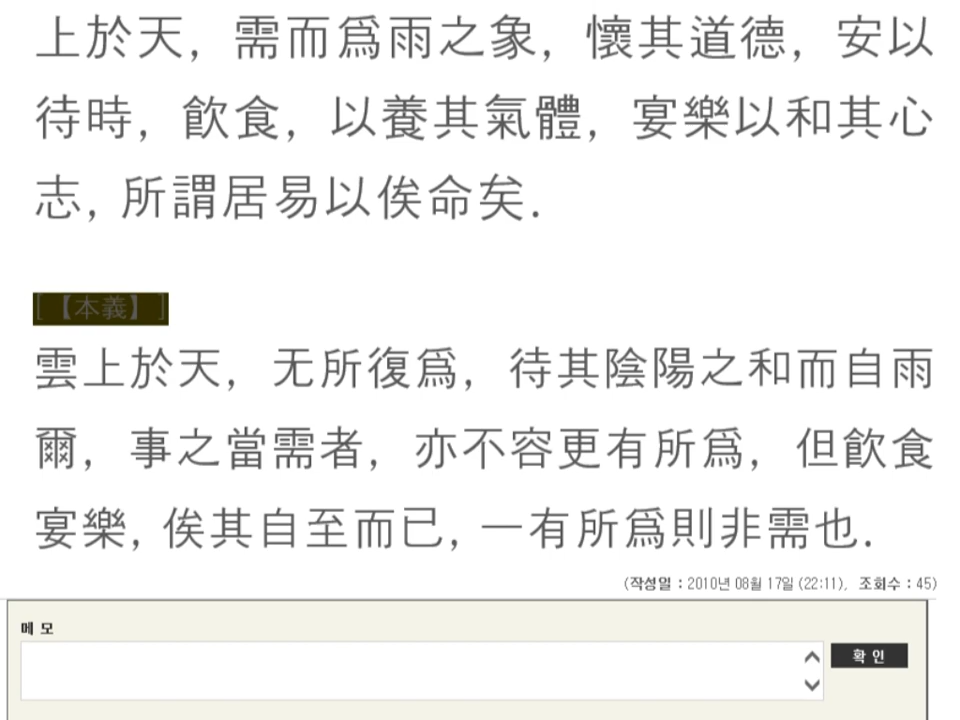 上於天, 需而爲雨之象, 懷其道德, 安以
待時, 飮食, 以養其氣體, 宴樂以和其心
志, 所謂居易以俟命矣.
[【本義】]
雲上於天, 无所復爲, 待其陰陽之和而自雨
爾, 事之當需者, 亦不容更有所爲, 但飮食
宴樂, 俟其自至而已, 一有所爲則非需也.
(작성일 : 2010년 08월 17일 (22:11), 조회수 : 45)
메 모
확 인